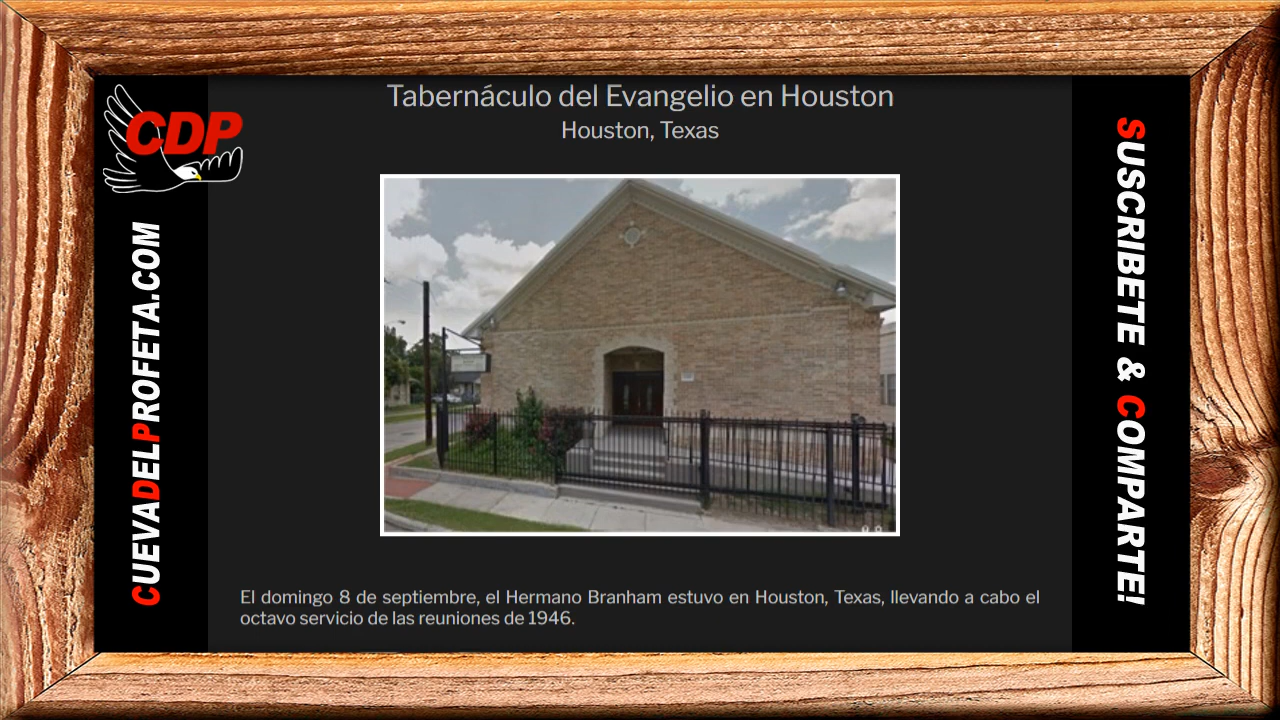 Tabernáculo del Evangelio en Houston
Houston, Texas
CDP
CUEVADELPROFETA.COM
SUSCRIBETE & COMPARTE!
El domingo 8 de septiembre, el Hermano Branham estuvo en Houston, Texas, llevando a cabo el
octavo servicio de las reuniones de 1946.